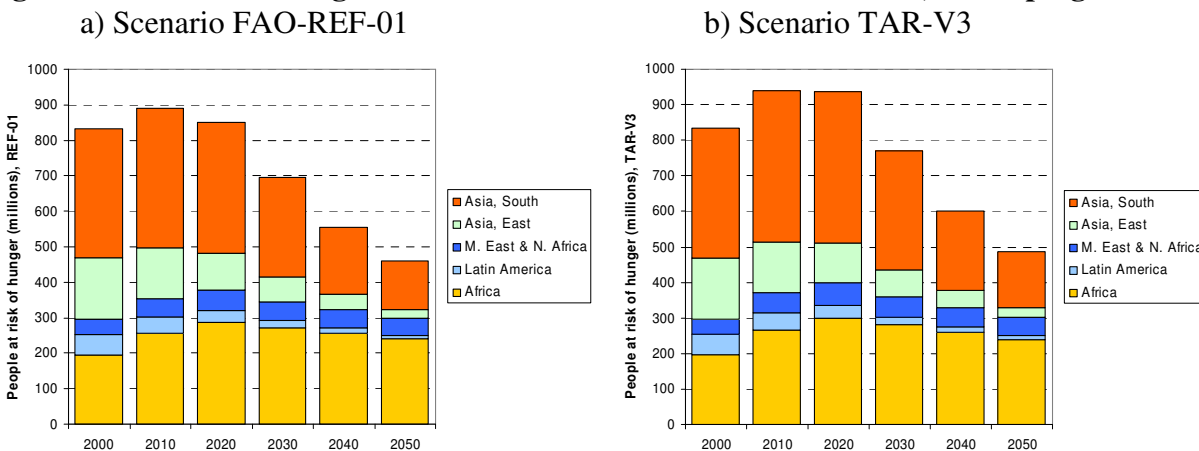 a) Scenario FAO-REF-01
b) Scenario TAR-V3
People at risk of hunger (millions), REF-01
1000
900
800
700
600
500
400
300
200
100
0
2000 2010 2020 2030 2040 2050
Asia, South
Asia, East
M. East & N. Africa
Latin America
Africa
People at risk of hunger (millions), TAR-V3
1000
900
800
700
600
500
400
300
200
100
0
2000 2010 2020 2030 2040 2050
Asia, South
Asia, East
M. East & N. Africa
Latin America
Africa